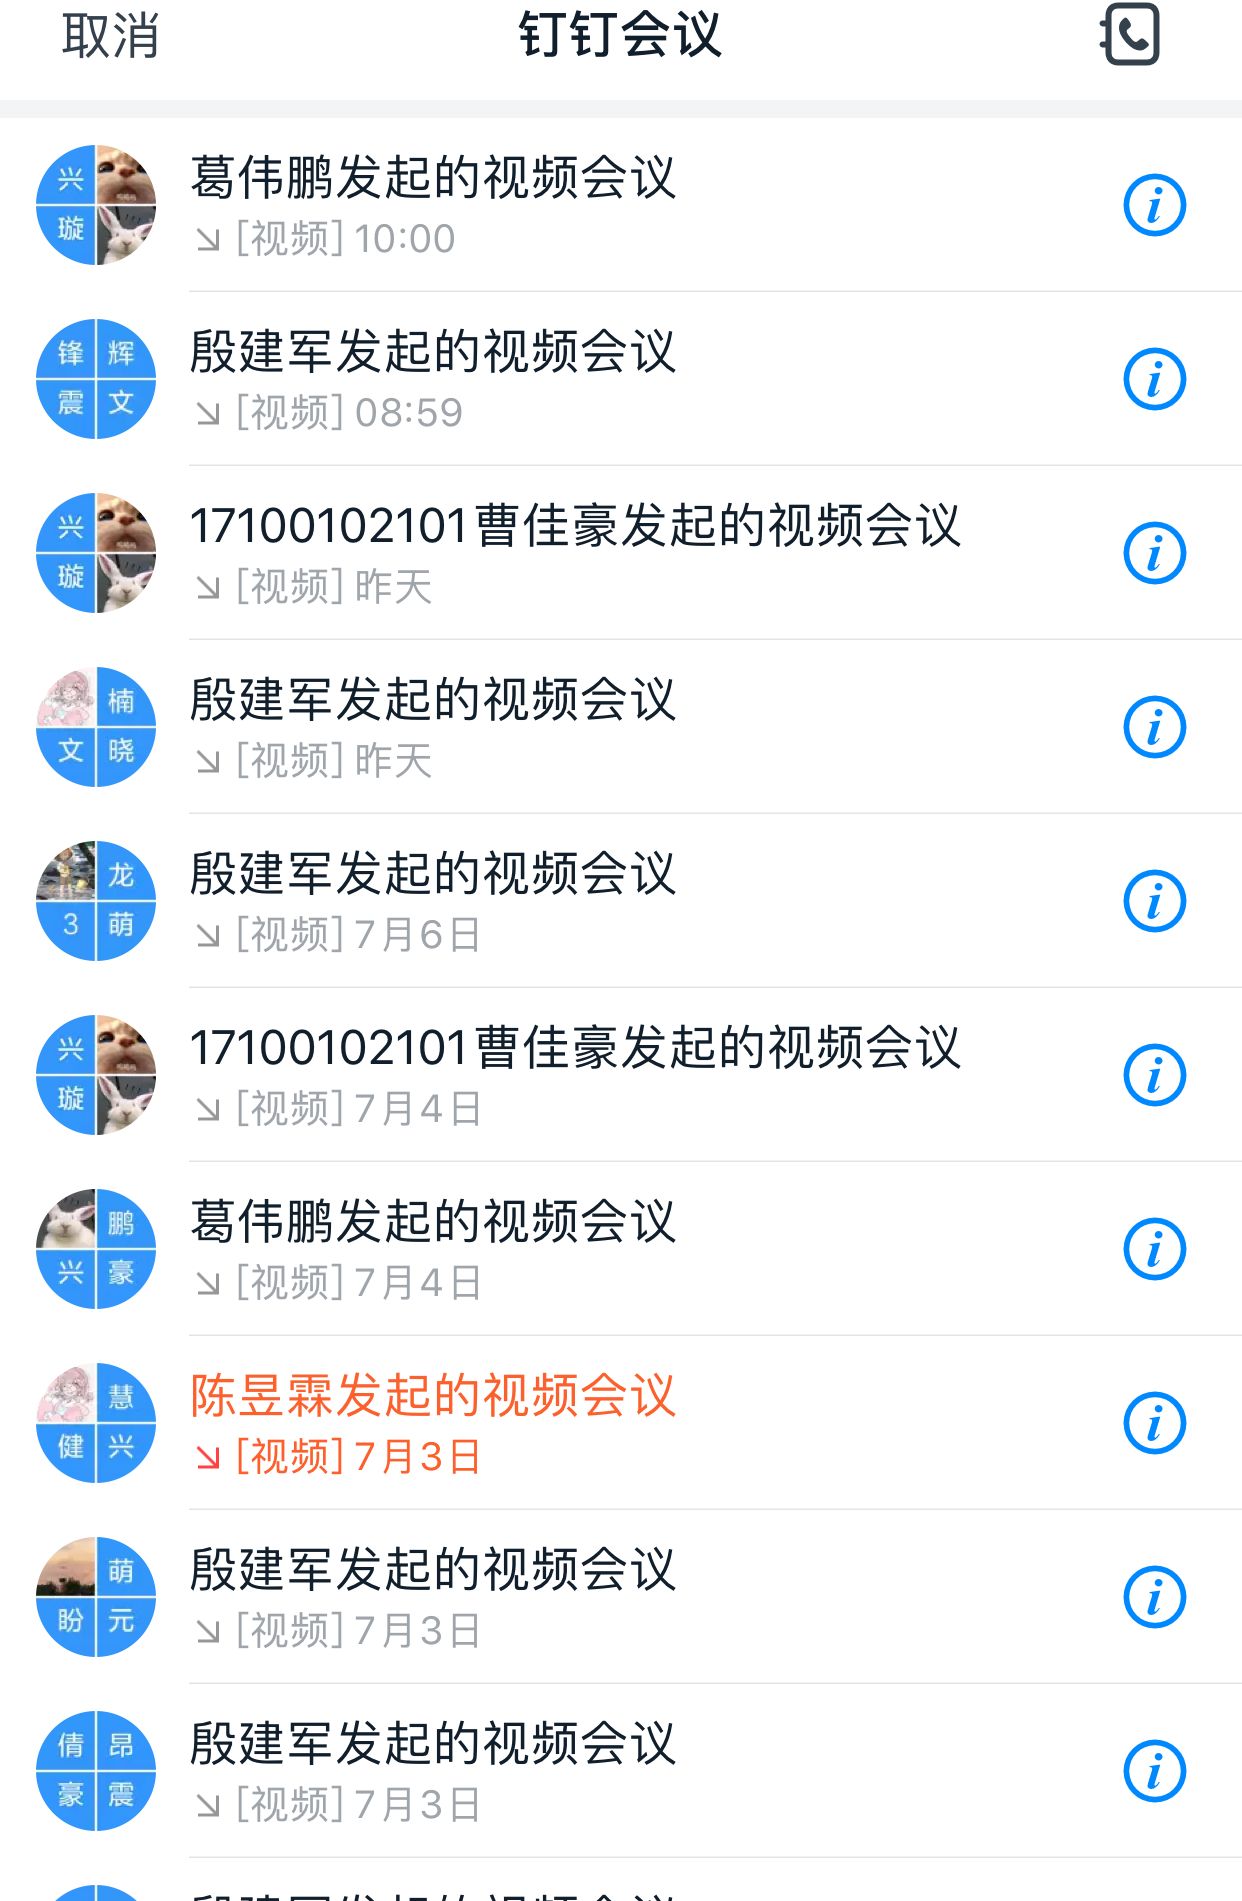 取消
钉钉会议
兴
璇
葛伟鹏发起的视频会议
[视频] 10:00
锋 辉
震 文
殷建军发起的视频会议
[视频] 08:59
兴
璇
17100102101曹佳豪发起的视频会议
[视频] 昨天
楠
文 晓
殷建军发起的视频会议
[视频] 昨天
龙
3 萌
殷建军发起的视频会议
[视频] 7月6日
兴
璇
17100102101曹佳豪发起的视频会议
[视频] 7月4日
鹏
兴 豪
葛伟鹏发起的视频会议
[视频] 7月4日
慧
健 兴
陈昱霖发起的视频会议
[视频] 7月3日
萌
盼 元
殷建军发起的视频会议
[视频] 7月3日
倩 昂
豪 震
殷建军发起的视频会议
[视频] 7月3日